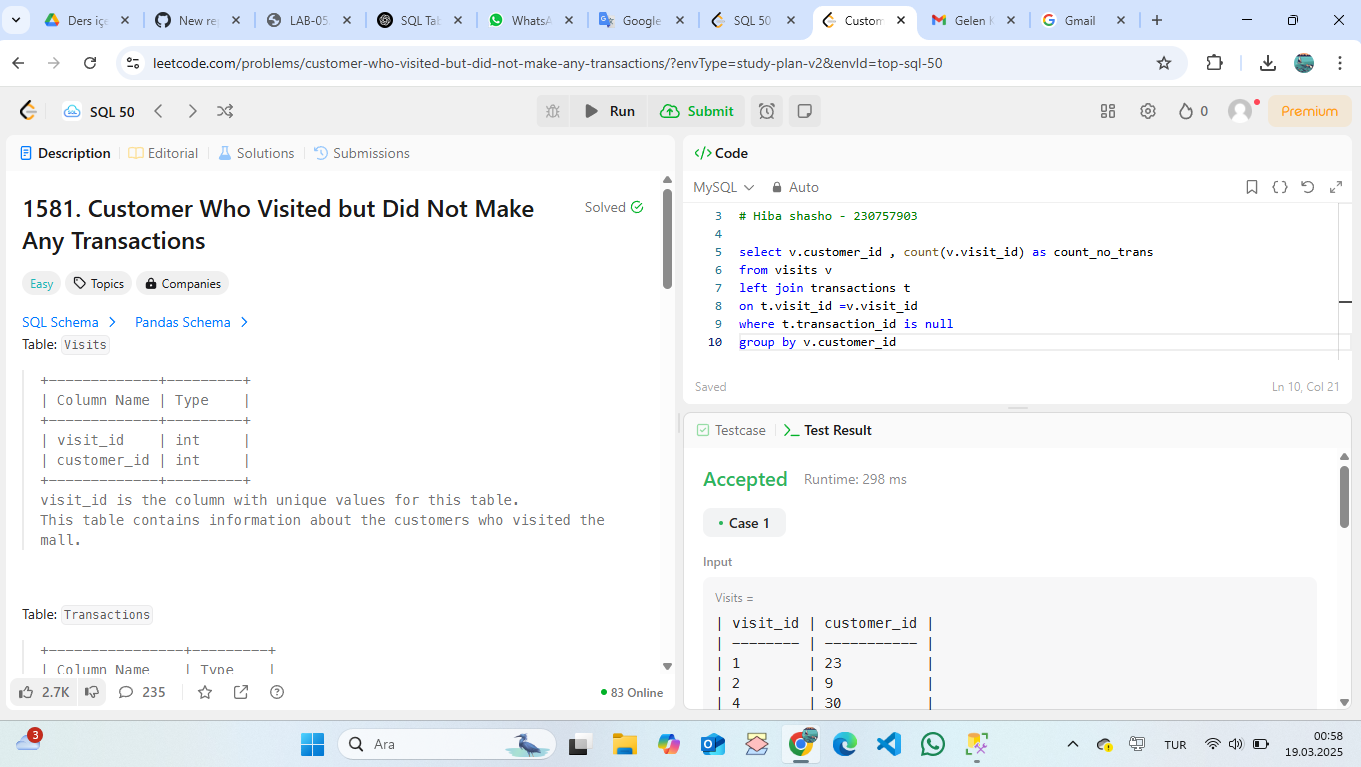 Ders içe
New re
LAB-05
SQL Tab
WhatsA
Google
SQL 50
Custom
Gelen K
Gmail
leetcode.com/problems/customer-who-visited-but-did-not-make-any-transactions/?envType=study-plan-v2&envId=top-sql-50
SQL 50
Run
Submit
0
Premium
Description
Editorial
Solutions
Submissions
1581. Customer Who Visited but Did Not Make
Any Transactions
Solved
Easy
Topics
Companies
SQL Schema
Pandas Schema
Table: Visits
+-------------+---------+
| Column Name | Type    |
+-------------+---------+
| visit_id    | int     |
| customer_id | int     |
+-------------+---------+
visit_id is the column with unique values for this table.
This table contains information about the customers who visited the
mall.
Table: Transactions
+----------------+---------+
| Column Name    | Type    |
2.7K
235
83 Online
</> Code
MySQL
Auto
3 # Hiba shasho - 230757903
4
5 select v.customer_id , count(v.visit_id) as count_no_trans
6 from visits v
7 left join transactions t
8 on t.visit_id =v.visit_id
9 where t.transaction_id is null
10 group by v.customer_id
Saved
Ln 10, Col 21
Testcase
Test Result
Accepted
Runtime: 298 ms
Case 1
Input
Visits =
| visit_id | customer_id |
| -------- | ----------- |
| 1        | 23          |
| 2        | 9           |
| 4        | 30          |
3
Ara
TUR
00:58
19.03.2025